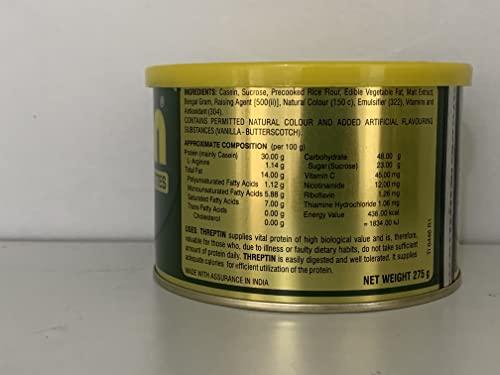 INGREDIENTS: Casein, Sucrose, Precooked Rice Flour, Edible Vegetable Fat, Malt Extract,
Bengal Gram, Raising Agent [500(ii)], Natural Colour (150 c), Emulsifier (322), Vitamins and
Antioxidant (304).
CONTAINS PERMITTED NATURAL COLOUR AND ADDED ARTIFICIAL FLAVOURING
SUBSTANCES (VANILLA-BUTTERSCOTCH).
APPROXIMATE COMPOSITION (per 100 g)
Protein (mainly Casein) 30.00 g
L- Arginine 1.14 g
Total Fat 14.00 g
Polyunsaturated Fatty Acids 1.12 g
Monounsaturated Fatty Acids 5.88 g
Saturated Fatty Acids 7.00 g
Trans Fatty Acids 0.00 g
Cholesterol 0.00 g
Carbohydrate 48.00 g
Sugar (Sucrose) 23.00 g
Vitamin C 45.00 mg
Nicotinamide 12.00 mg
Riboflavin 1.26 mg
Thiamine Hydrochloride 1.06 mg
Energy Value 438.00 kcal
= 1834.00 kJ
USES. THREPTIN supplies vital protein of high biological value and is, therefore,
valuable for those who, due to illness or faulty dietary habits, do not take sufficient
amount of protein daily. THREPTIN is easily digested and well tolerated. It supplies
adequate calories for efficient utilization of the protein.
MADE WITH ASSURANCE IN INDIA
NET WEIGHT 275 g
n
®